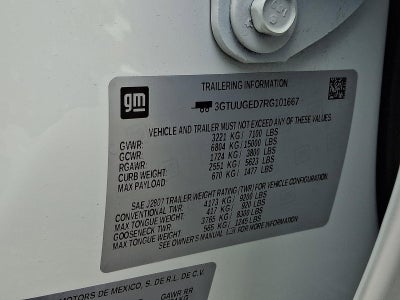 gm
TRAILERING INFORMATION
3GTUUGED7RG101667
VEHICLE AND TRAILER MUST NOT EXCEED ANY OF THESE VALUES
GVWR: 3221 KG/ 7100 LBS
GCWR: 6804 KG/15000 LBS
RGAWR: 1724 KG/ 3800 LBS
CURB WEIGHT: 2551 KG/ 5623 LBS
MAX PAYLOAD 670 KG/ 1477 LBS
SAE J2807 TRAILER WEIGHT RATING (TWR) FOR VEHICLE CONFIGURATION
CONVENTIONAL TWR: 4173 KG/ 9200 LBS
MAX TONGUE WEIGHT: 417 KG/ 920 LBS
GOOSENECK TWR: 3765 KG/ 8300 LBS
MAX TONGUE WEIGHT: 565 KG/ 1245 LBS
SEE OWNER'S MANUAL FOR MORE INFORMATION
MOTORS DE MEXICO, S. DE R.L. DE C.V.
GAWR RR